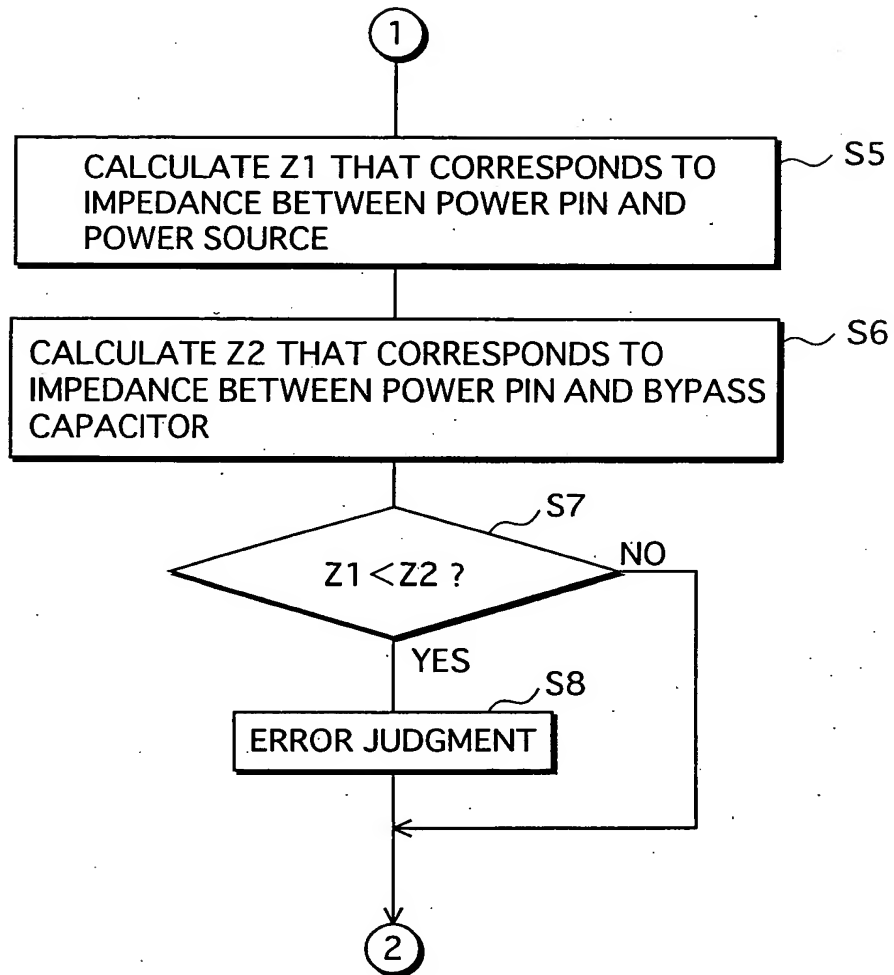 1
CALCULATE Z1 THAT CORRESPONDS TO
IMPEDANCE BETWEEN POWER PIN AND
POWER SOURCE
S5
CALCULATE Z2 THAT CORRESPONDS TO
IMPEDANCE BETWEEN POWER PIN AND BYPASS
CAPACITOR
S6
S7
Z1<Z2 ?
NO
YES
S8
ERROR JUDGMENT
2